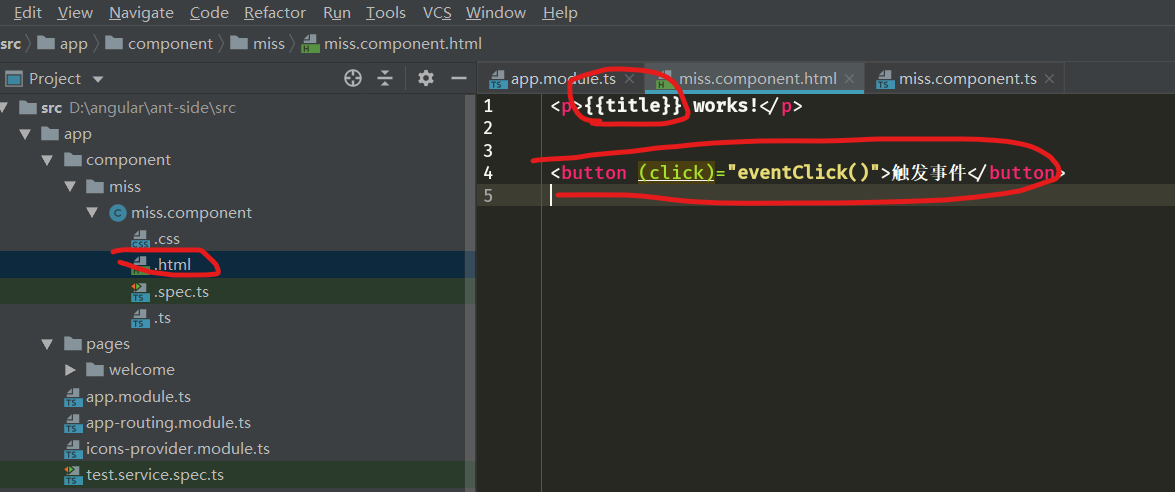 Edit View Navigate Code Refactor Run Tools VCS Window Help
src app component miss miss.component.html
Project
app.module.ts miss.component.html miss.component.ts
src D:\angular\ant-side\src
app
component
miss
miss.component
.css
.html
.spec.ts
.ts
pages
welcome
app.module.ts
app-routing.module.ts
icons-provider.module.ts
test.service.spec.ts
1 <p>{{title}} works!</p>
2
3
4 <button (click)="eventClick()">触发事件</button>
5